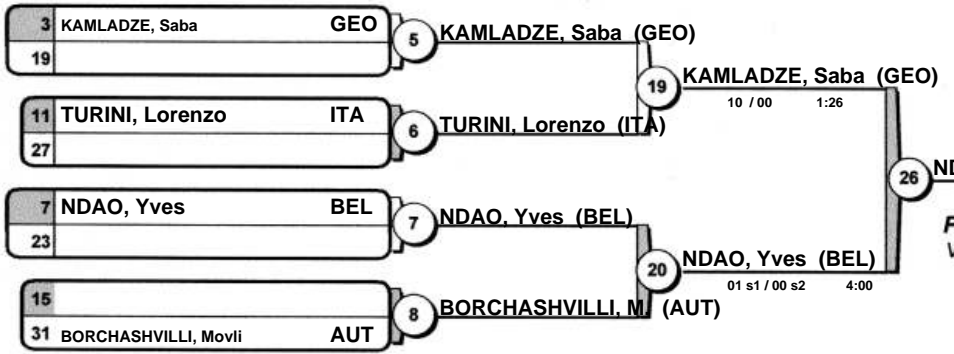 3 KAMLADZE, Saba GEO
19
5 KAMLADZE, Saba (GEO)
11 TURINI, Lorenzo ITA
27
6 TURINI, Lorenzo (ITA)
19 KAMLADZE, Saba (GEO)
10 / 00 1:26
7 NDAO, Yves BEL
23
7 NDAO, Yves (BEL)
15
31 BORCHASHVILLI, Movli AUT
8 BORCHASHVILLI, M. (AUT)
20 NDAO, Yves (BEL)
01 s1 / 00 s2 4:00
26 ND